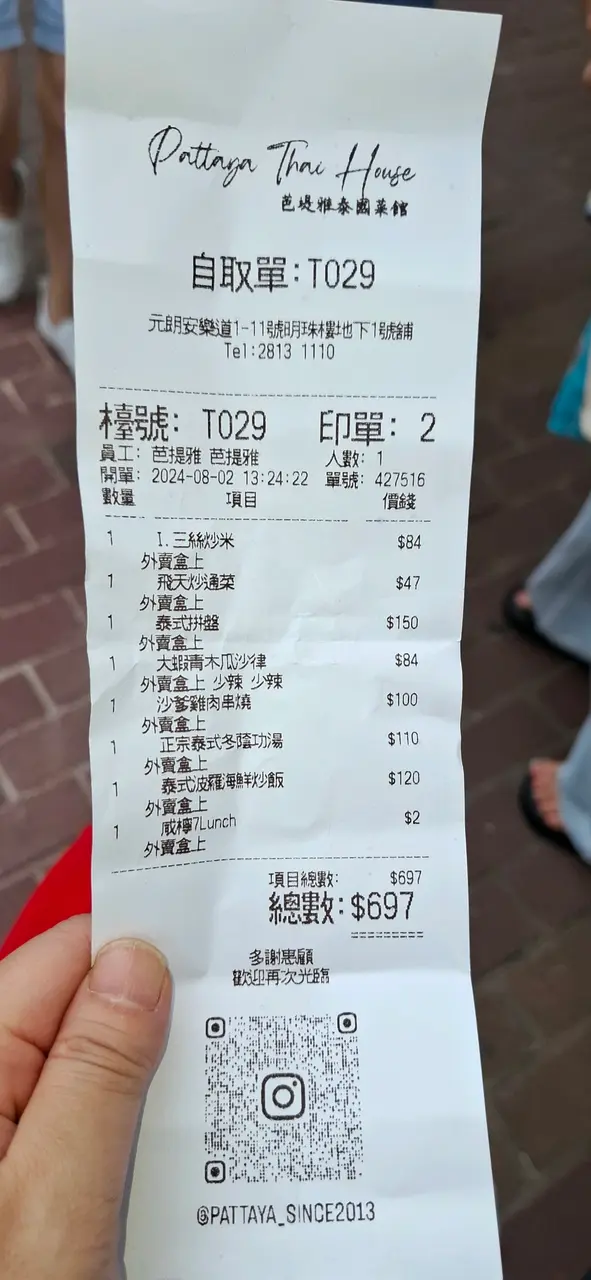 Pattaya Thai House
芭堤雅泰國菜館
自取單:T029
元朗安樂道1-11號明珠樓地下1號舖
Tel:2813 1110
檯號: T029 印單: 2
員工: 芭提雅 芭提雅 人數: 1
開單: 2024-08-02 13:24:22 單號: 427516
數量 項目 價錢
1 I.三絲炒米 $84
外賣盒上
1 飛天炒通菜 $47
外賣盒上
1 泰式拼盤 $150
外賣盒上
1 大蝦青木瓜沙律 $84
外賣盒上 少辣 少辣
1 沙爹雞肉串燒 $100
外賣盒上
1 正宗泰式冬蔭功湯 $110
外賣盒上
1 泰式波羅海鮮炒飯 $120
外賣盒上
1 咸檸7Lunch $2
外賣盒上
項目總數: $697
總數:$697
多謝惠顧
歡迎再次光臨
@PATTAYA_SINCE2013